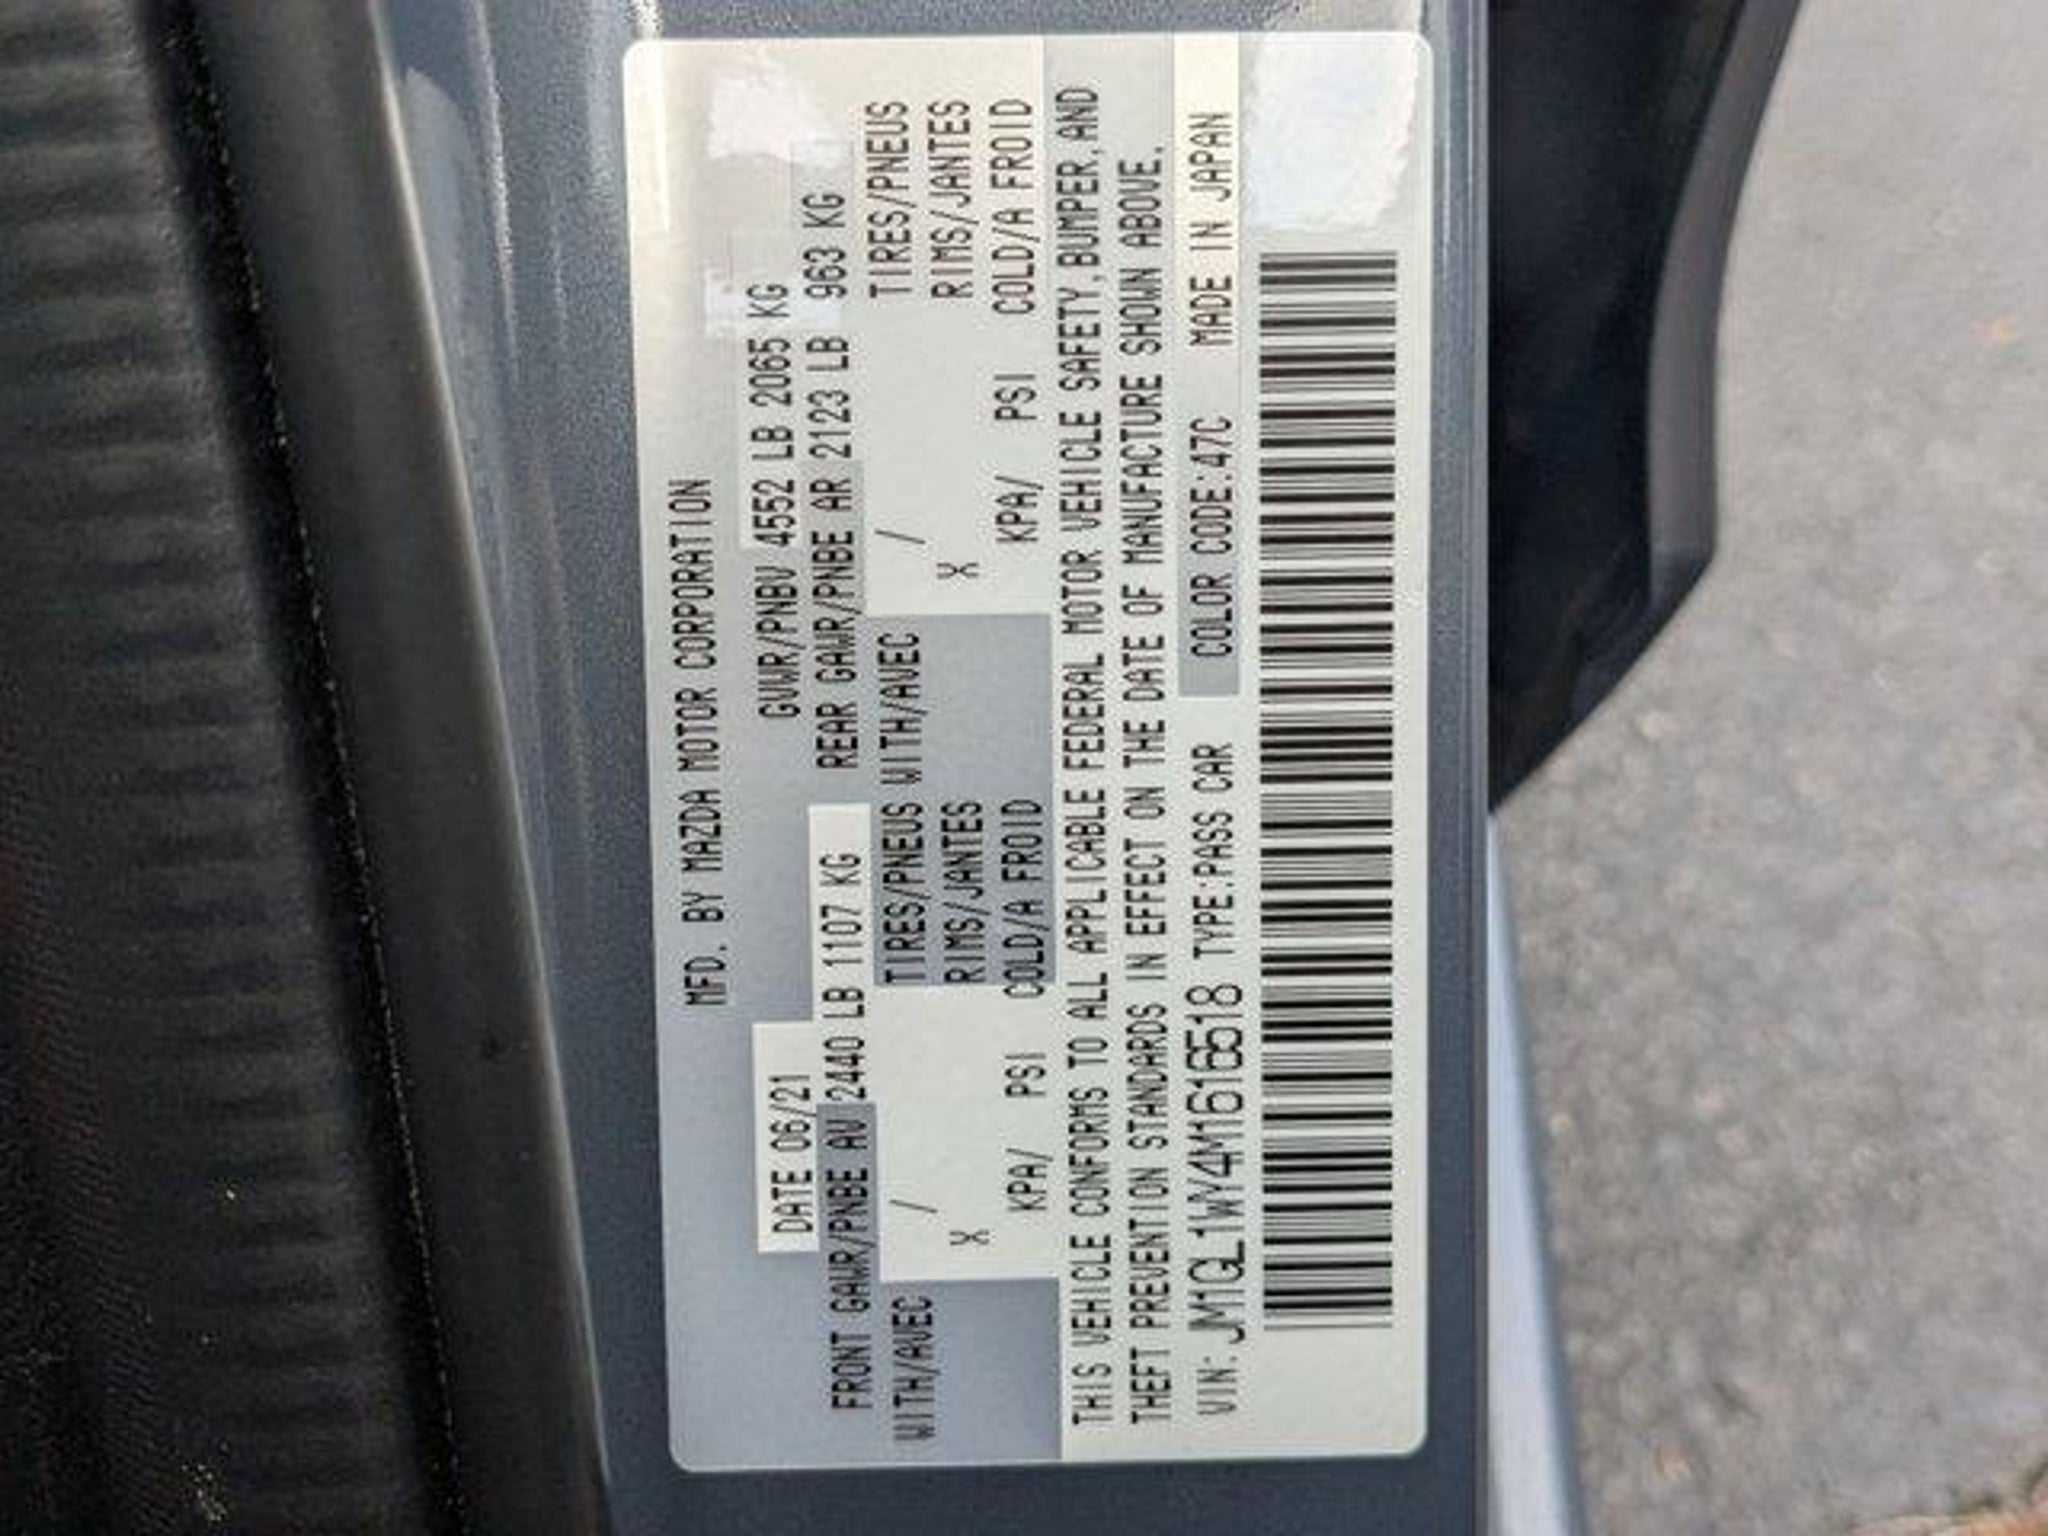 MFD. BY MAZDA MOTOR CORPORATION
DATE 06/21 GVWR/PNBV 4552 LB 2065 KG
FRONT GAWR/PNBE AV 2440 LB 1107 KG REAR GAWR/PNBE AR 2123 LB 963 KG
WITH/AVEC / TIRES/PNEUS WITH/AVEC / TIRES/PNEUS
X RIMS/JANTES X RIMS/JANTES
KPA/ PSI COLD/A FROID KPA/ PSI COLD/A FROID
THIS VEHICLE CONFORMS TO ALL APPLICABLE FEDERAL MOTOR VEHICLE SAFETY, BUMPER, AND
THEFT PREVENTION STANDARDS IN EFFECT ON THE DATE OF MANUFACTURE SHOWN ABOVE.
VIN: JM1GL1WY4M1616518 TYPE:PASS CAR COLOR CODE:47C MADE IN JAPAN